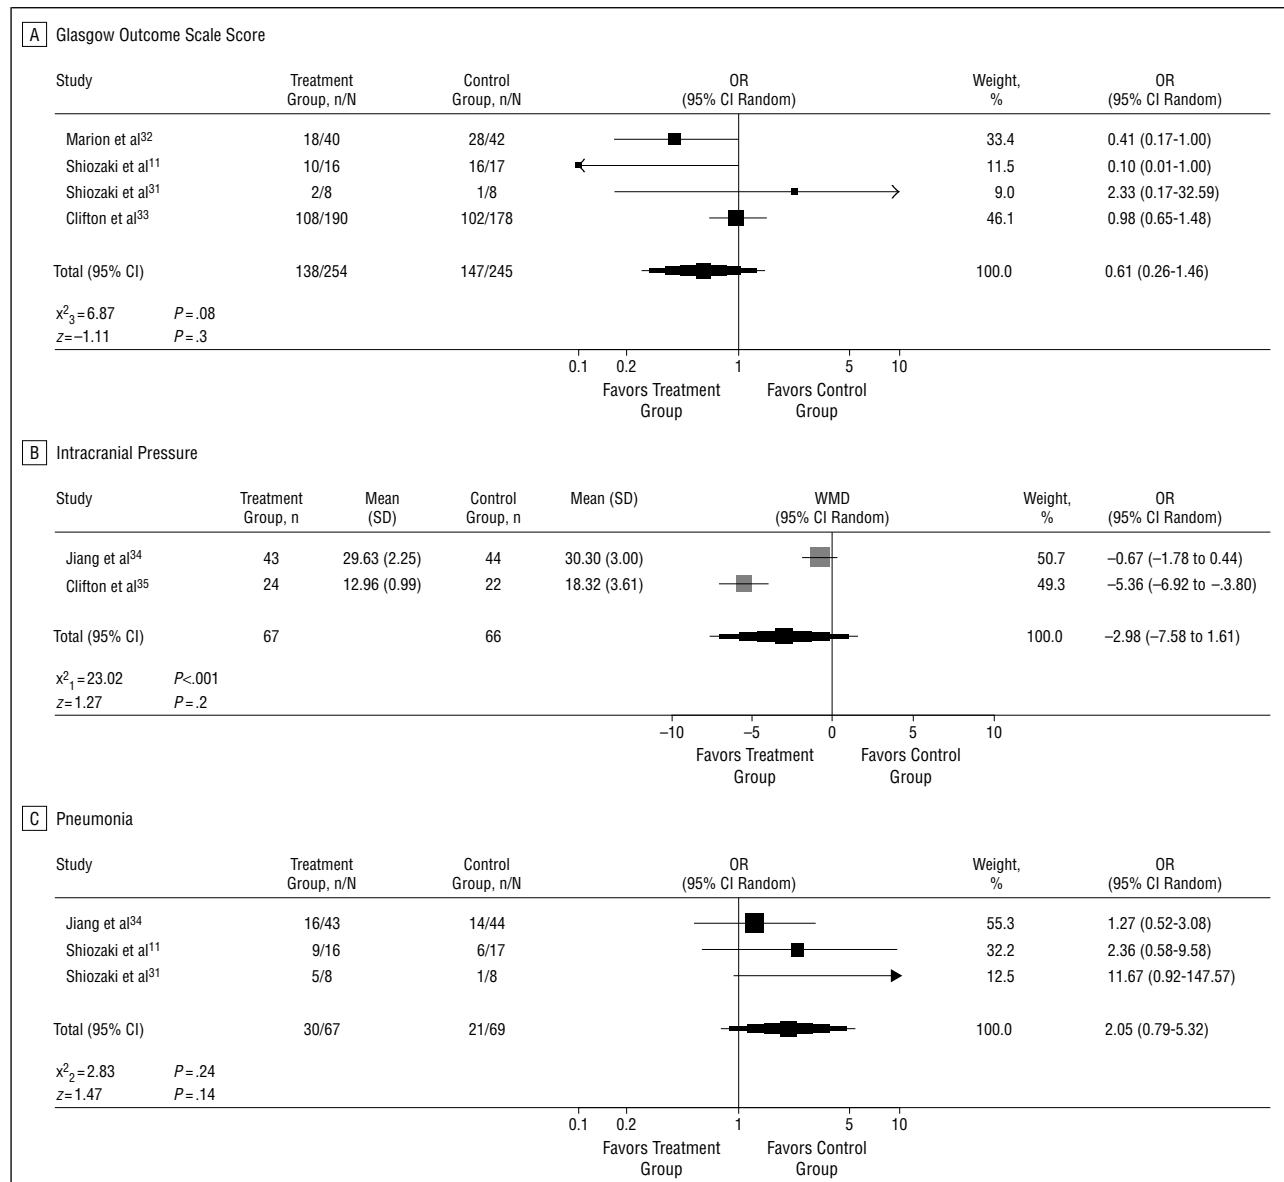 A Glasgow Outcome Scale Score
Study Treatment Group, n/N Control Group, n/N OR (95% CI Random) Weight, % OR (95% CI Random)
Marion et al32 18/40 28/42 33.4 0.41 (0.17-1.00)
Shiozaki et al11 10/16 16/17 11.5 0.10 (0.01-1.00)
Shiozaki et al31 2/8 1/8 9.0 2.33 (0.17-32.59)
Clifton et al33 108/190 102/178 46.1 0.98 (0.65-1.48)
Total (95% CI) 138/254 147/245 100.0 0.61 (0.26-1.46)
x²₃=6.87 P=.08
z=–1.11 P=.3
0.1 0.2 1 5 10
Favors Treatment Group Favors Control Group
B Intracranial Pressure
Study Treatment Group, n Mean (SD) Control Group, n Mean (SD) WMD (95% CI Random) Weight, % OR (95% CI Random)
Jiang et al34 43 29.63 (2.25) 44 30.30 (3.00) 50.7 –0.67 (–1.78 to 0.44)
Clifton et al35 24 12.96 (0.99) 22 18.32 (3.61) 49.3 –5.36 (–6.92 to –.3.80)
Total (95% CI) 67 66 100.0 –2.98 (–7.58 to 1.61)
x²₁=23.02 P<.001
z=1.27 P=.2
–10 –5 0 5 10
Favors Treatment Group Favors Control Group
C Pneumonia
Study Treatment Group, n/N Control Group, n/N OR (95% CI Random) Weight, % OR (95% CI Random)
Jiang et al34 16/43 14/44 55.3 1.27 (0.52-3.08)
Shiozaki et al11 9/16 6/17 32.2 2.36 (0.58-9.58)
Shiozaki et al31 5/8 1/8 12.5 11.67 (0.92-147.57)
Total (95% CI) 30/67 21/69 100.0 2.05 (0.79-5.32)
x²₂=2.83 P=.24
z=1.47 P=.14
0.1 0.2 1 5 10
Favors Treatment Group Favors Control Group